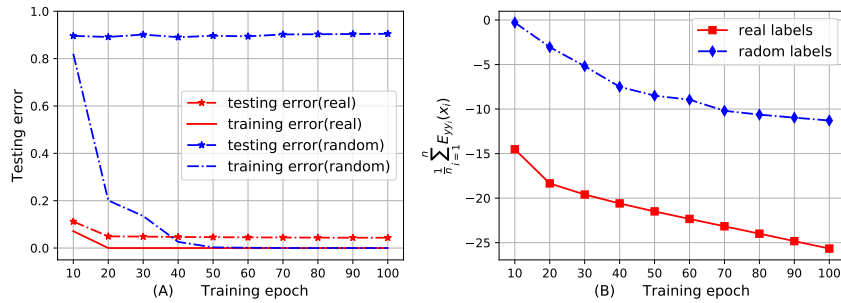 1.0
0.8
0.6
0.4
0.2
0.0
Testing error
testing error(real)
training error(real)
testing error(random)
training error(random)
10 20 30 40 50 60 70 80 90 100
(A) Training epoch
0
−5
−10
−15
−20
−25
$\frac{1}{n}\sum_{i=1}^{n} E_{yy_i}(x_i)$
real labels
radom labels
10 20 30 40 50 60 70 80 90 100
(B) Training epoch